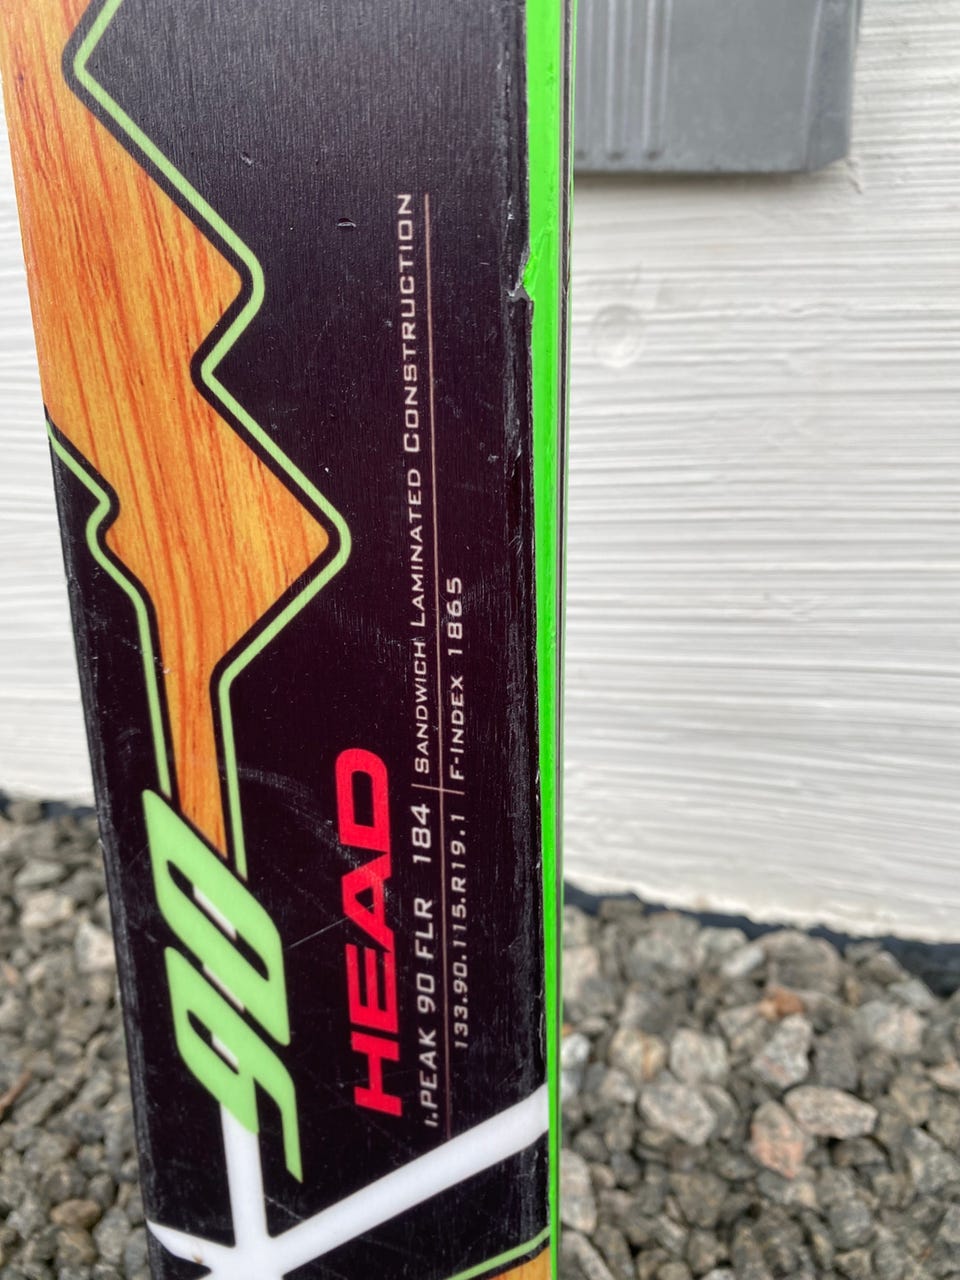 90
HEAD
i.PEAK 90 FLR 184 | SANDWICH LAMINATED CONSTRUCTION
133.90.115.R19.1 | F-INDEX 1865